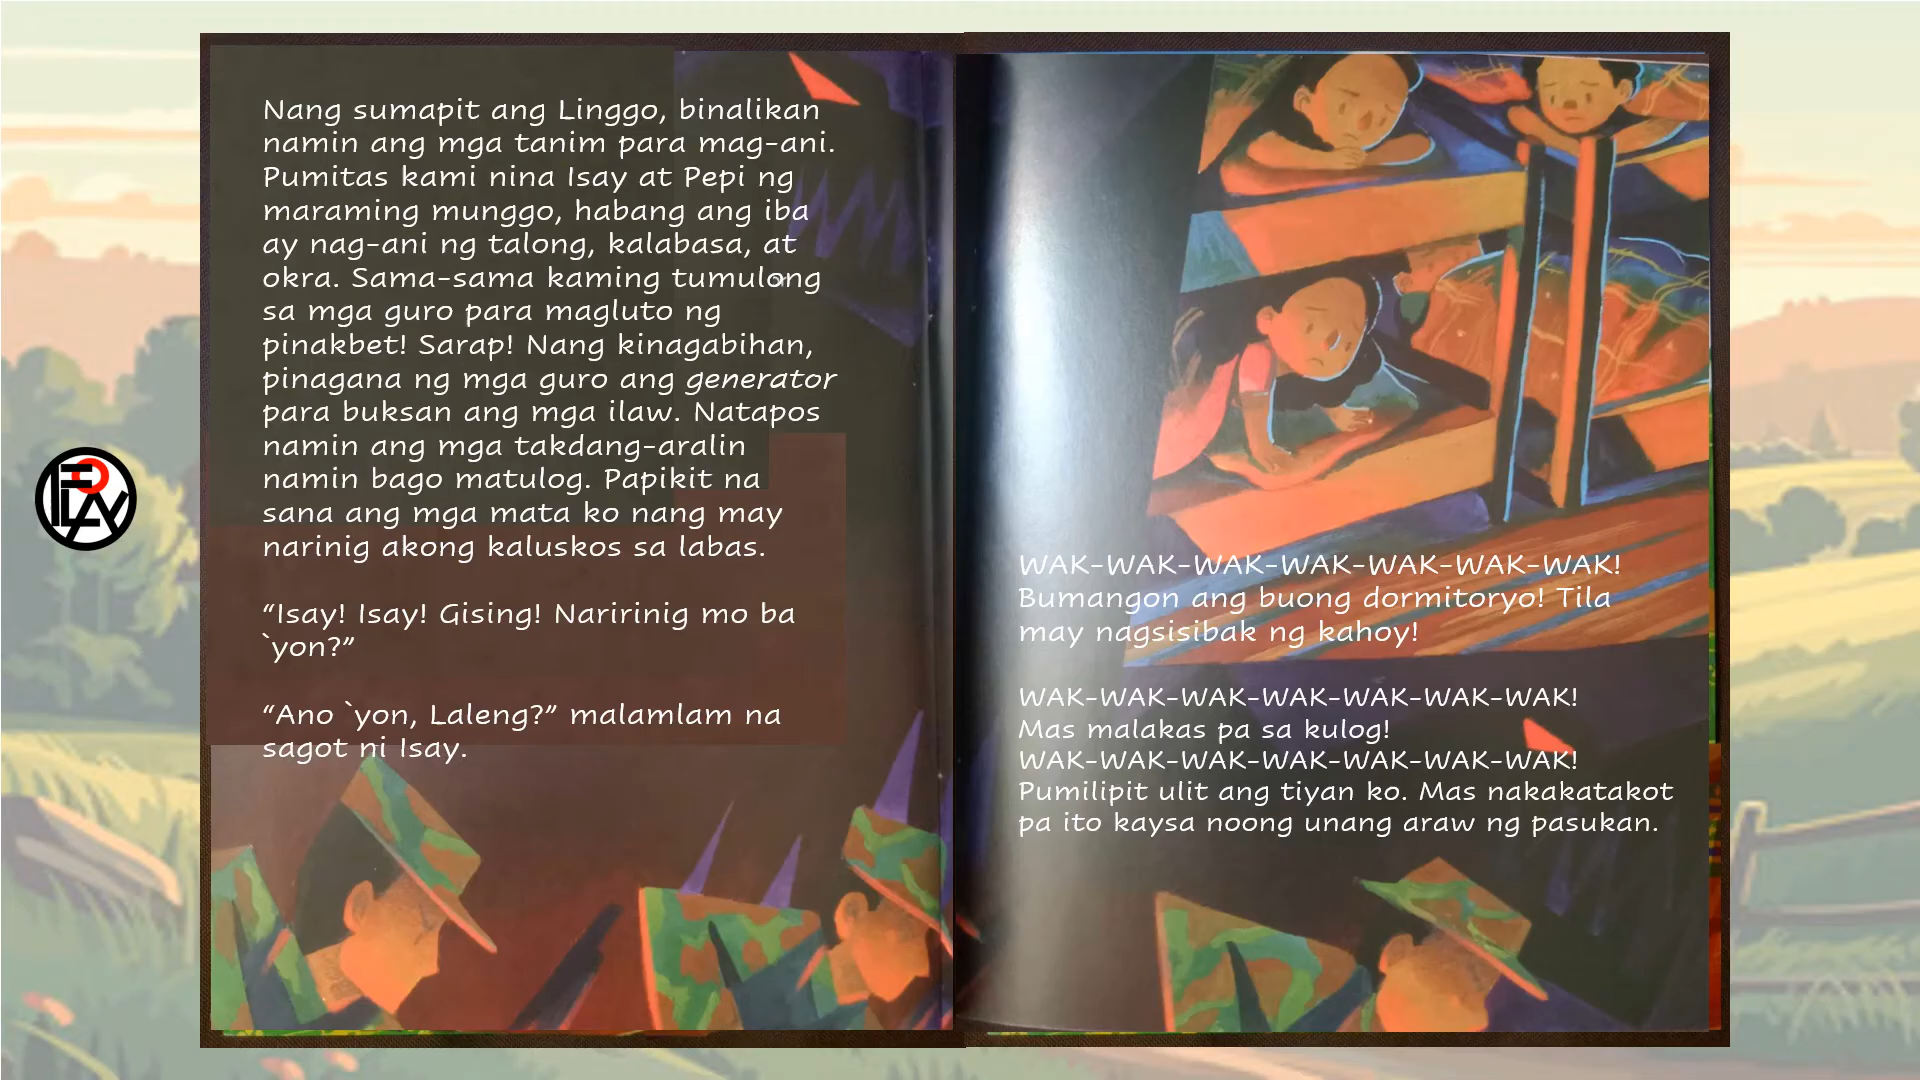 Nang sumapit ang Linggo, binalikan
namin ang mga tanim para mag-ani.
Pumitas kami nina Isay at Pepi ng
maraming munggo, habang ang iba
ay nag-ani ng talong, kalabasa, at
okra. Sama-sama kaming tumulong
sa mga guro para magluto ng
pinakbet! Sarap! Nang kinagabihan,
pinagana ng mga guro ang generator
para buksan ang mga ilaw. Natapos
namin ang mga takdang-aralin
namin bago matulog. Papikit na
sana ang mga mata ko nang may
narinig akong kaluskos sa labas.
“Isay! Isay! Gising! Naririnig mo ba
`yon?”
“Ano `yon, Laleng?” malamlam na
sagot ni Isay.
WAK-WAK-WAK-WAK-WAK-WAK-WAK!
Bumangon ang buong dormitoryo! Tila
may nagsisibak ng kahoy!
WAK-WAK-WAK-WAK-WAK-WAK-WAK!
Mas malakas pa sa kulog!
WAK-WAK-WAK-WAK-WAK-WAK-WAK!
Pumilipit ulit ang tiyan ko. Mas nakakatakot
pa ito kaysa noong unang araw ng pasukan.